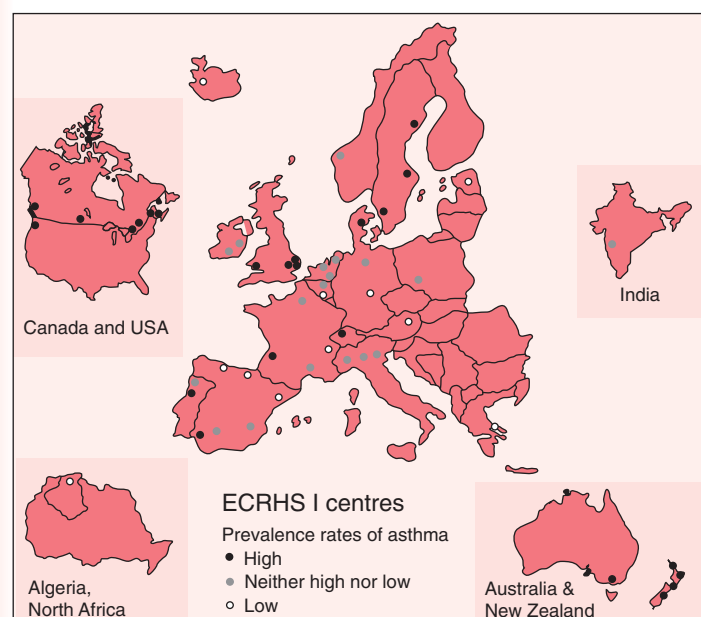 Canada and USA
India
ECRHS I centres
Prevalence rates of asthma
High
Neither high nor low
Low
Algeria,
North Africa
Australia &
New Zealand